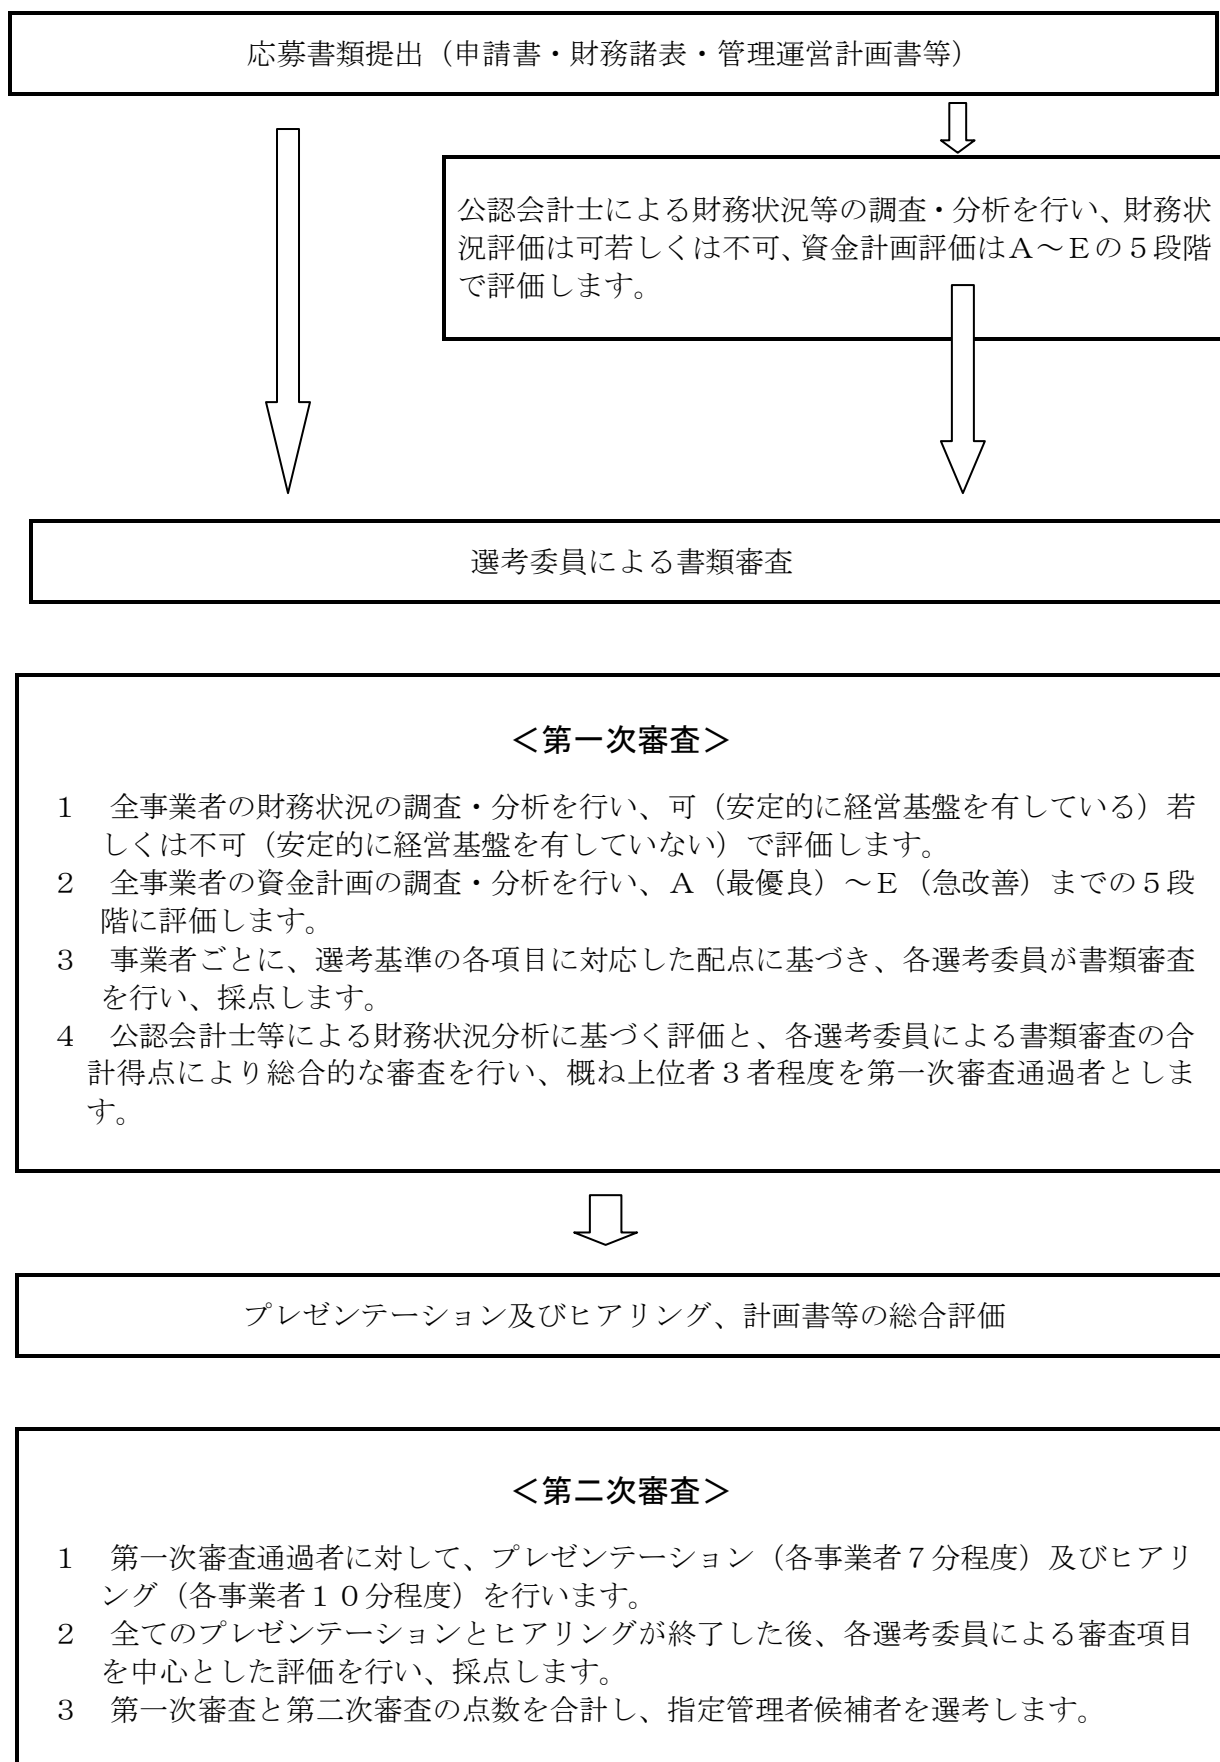 応募書類提出（申請書・財務諸表・管理運営計画書等）
公認会計士による財務状況等の調査・分析を行い、財務状
況評価は可若しくは不可、資金計画評価はＡ～Ｅの５段階
で評価します。
選考委員による書類審査
＜第一次審査＞
１　全事業者の財務状況の調査・分析を行い、可（安定的に経営基盤を有している）若
しくは不可（安定的に経営基盤を有していない）で評価します。
２　全事業者の資金計画の調査・分析を行い、Ａ（最優良）～Ｅ（急改善）までの５段
階に評価します。
３　事業者ごとに、選考基準の各項目に対応した配点に基づき、各選考委員が書類審査
を行い、採点します。
４　公認会計士等による財務状況分析に基づく評価と、各選考委員による書類審査の合
計得点により総合的な審査を行い、概ね上位者３者程度を第一次審査通過者としま
す。
プレゼンテーション及びヒアリング、計画書等の総合評価
＜第二次審査＞
１　第一次審査通過者に対して、プレゼンテーション（各事業者７分程度）及びヒアリ
ング（各事業者１０分程度）を行います。
２　全てのプレゼンテーションとヒアリングが終了した後、各選考委員による審査項目
を中心とした評価を行い、採点します。
３　第一次審査と第二次審査の点数を合計し、指定管理者候補者を選考します。